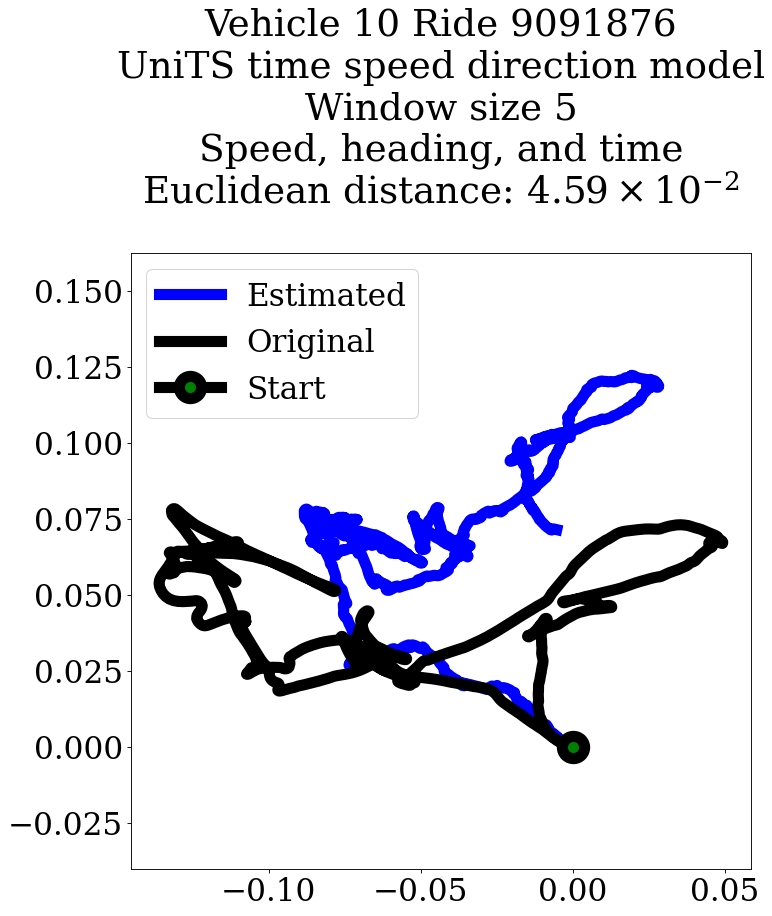 Vehicle 10 Ride 9091876
UniTS time speed direction model
Window size 5
Speed, heading, and time
Euclidean distance: 4.59 × 10⁻²
Estimated
Original
Start
0.150
0.125
0.100
0.075
0.050
0.025
0.000
−0.025
−0.10 −0.05 0.00 0.05